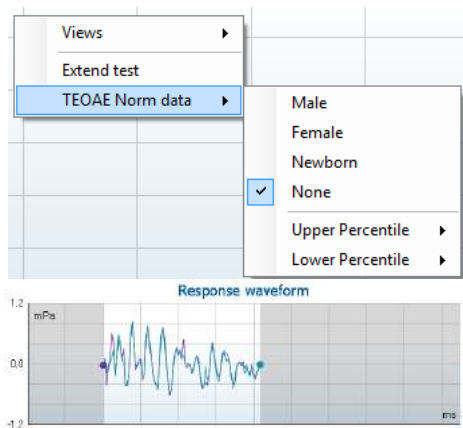 Views
Extend test
TEOAE Norm data
Male
Female
Newborn
None
Upper Percentile
Lower Percentile
Response waveform
1.2
mPa
0.0
-1.2
ms